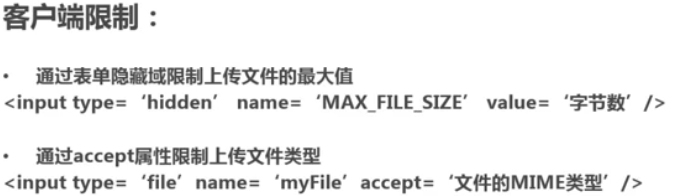 客户端限制：
• 通过表单隐藏域限制上传文件的最大值
<input type=‘hidden’ name=‘MAX_FILE_SIZE’ value=‘字节数’/>
• 通过accept属性限制上传文件类型
<input type=‘file’name=‘myFile’accept=‘文件的MIME类型’/>